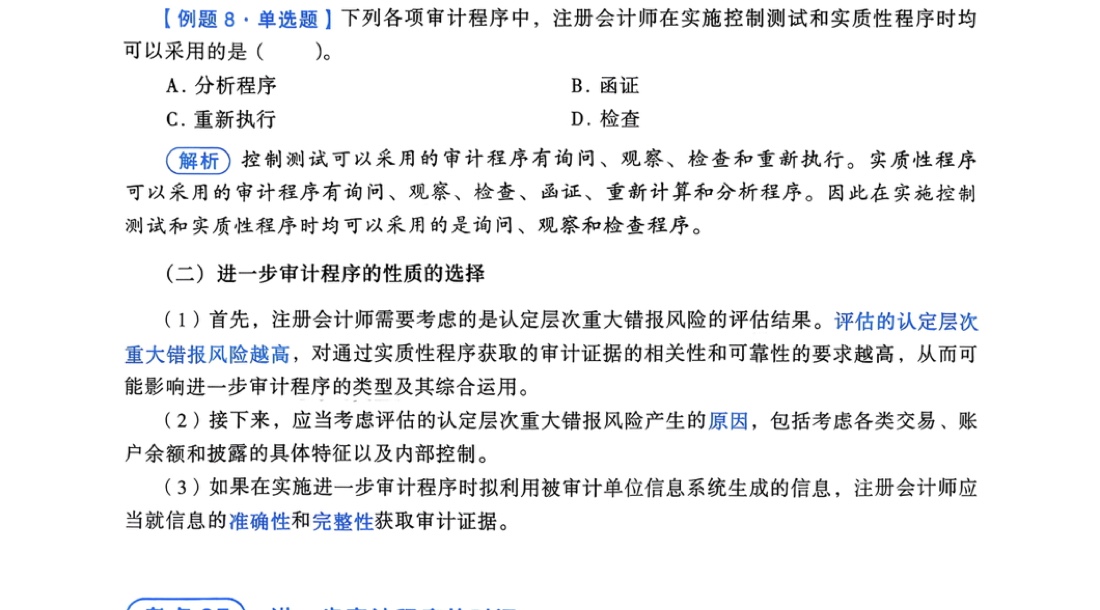 【例题8·单选题】下列各项审计程序中，注册会计师在实施控制测试和实质性程序时均
可以采用的是（　　）。
A. 分析程序　　B. 函证
C. 重新执行　　D. 检查
解析 控制测试可以采用的审计程序有询问、观察、检查和重新执行。实质性程序
可以采用的审计程序有询问、观察、检查、函证、重新计算和分析程序。因此在实施控制
测试和实质性程序时均可以采用的是询问、观察和检查程序。
（二）进一步审计程序的性质的选择
（1）首先，注册会计师需要考虑的是认定层次重大错报风险的评估结果。评估的认定层次
重大错报风险越高，对通过实质性程序获取的审计证据的相关性和可靠性的要求越高，从而可
能影响进一步审计程序的类型及其综合运用。
（2）接下来，应当考虑评估的认定层次重大错报风险产生的原因，包括考虑各类交易、账
户余额和披露的具体特征以及内部控制。
（3）如果在实施进一步审计程序时拟利用被审计单位信息系统生成的信息，注册会计师应
当就信息的准确性和完整性获取审计证据。